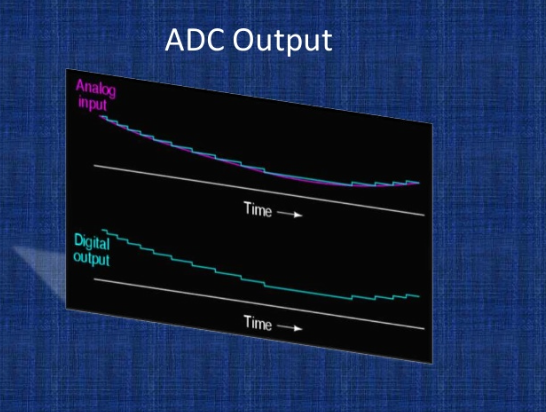 ADC Output
Analog
input
Time
Digital
output
Time